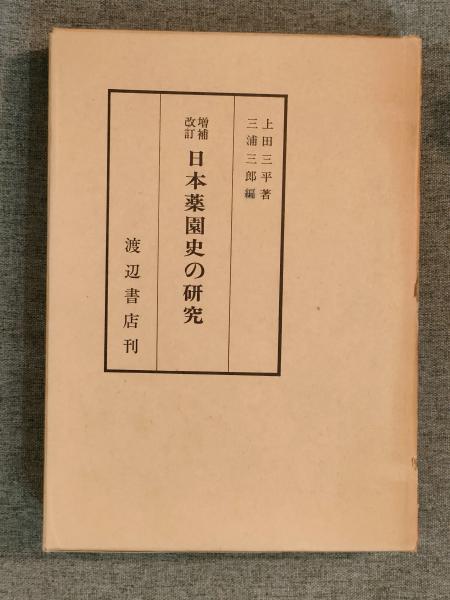 上田三平著
三浦三郎編
増補
改訂
日本薬園史の研究
渡辺書店刊